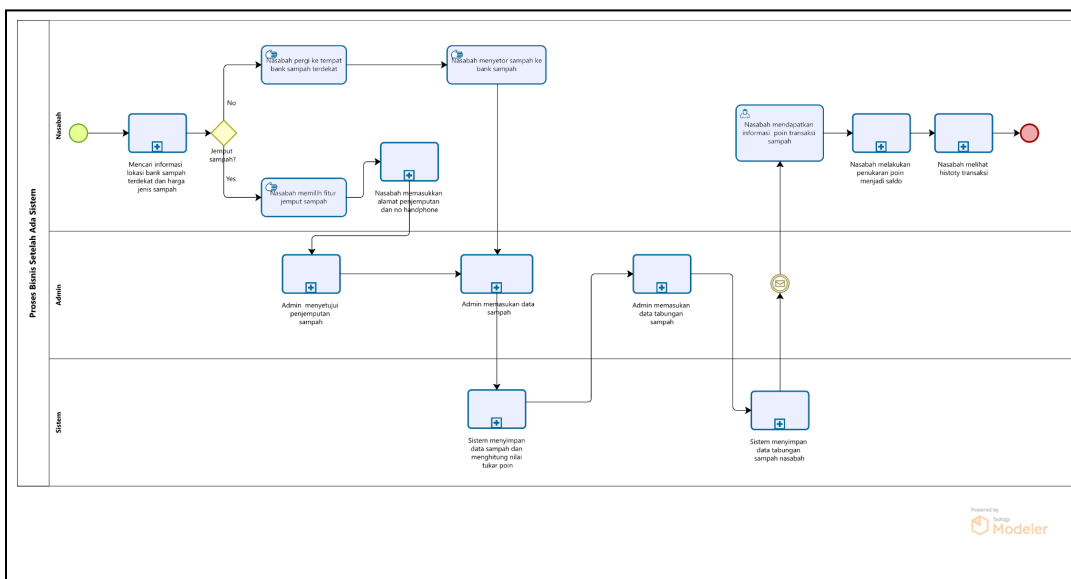 Proses Bisnis Setelah Ada Sistem
Nasabah
Mencari informasi
lokasi bank sampah
terdekat dan harga
jenis sampah
Jemput
sampah?
No
Yes
Nasabah pergi ke tempat
bank sampah terdekat
Nasabah menyetor sampah ke
bank sampah
Nasabah memilih fitur
jemput sampah
Nasabah memasukkan
alamat penjemputan
dan no handphone
Nasabah mendapatkan
informasi poin transaksi
sampah
Nasabah melakukan
penukaran poin
menjadi saldo
Nasabah melihat
histoty transaksi
Admin
Admin menyetujui
penjemputan
sampah
Admin memasukan data
sampah
Admin memasukan
data tabungan
sampah
Sistem
Sistem menyimpan
data sampah dan
menghitung nilai
tukar poin
Sistem menyimpan
data tabungan
sampah nasabah
Powered by
bizagi
Modeler